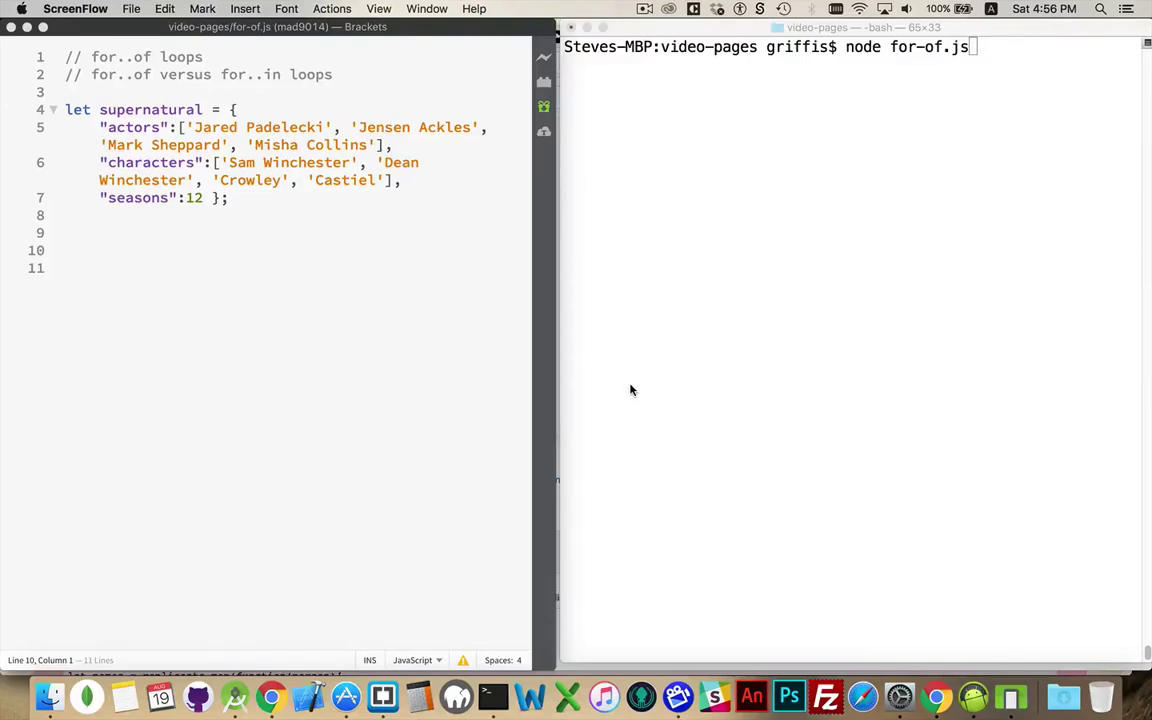 ScreenFlow File Edit Mark Insert Font Actions View Window Help 100% Sat 4:56 PM
video-pages/for-of.js (mad9014) — Brackets
video-pages — -bash — 65×33
Steves-MBP:video-pages griffis$ node for-of.js
1 // for..of loops
2 // for..of versus for..in loops
3
4 let supernatural = {
5 "actors":['Jared Padelecki', 'Jensen Ackles',
'Mark Sheppard', 'Misha Collins'],
6 "characters":['Sam Winchester', 'Dean
Winchester', 'Crowley', 'Castiel'],
7 "seasons":12 };
8
9
10
11
Line 10, Column 1 — 11 Lines INS JavaScript Spaces: 4
AUG
19
An Ps Fz